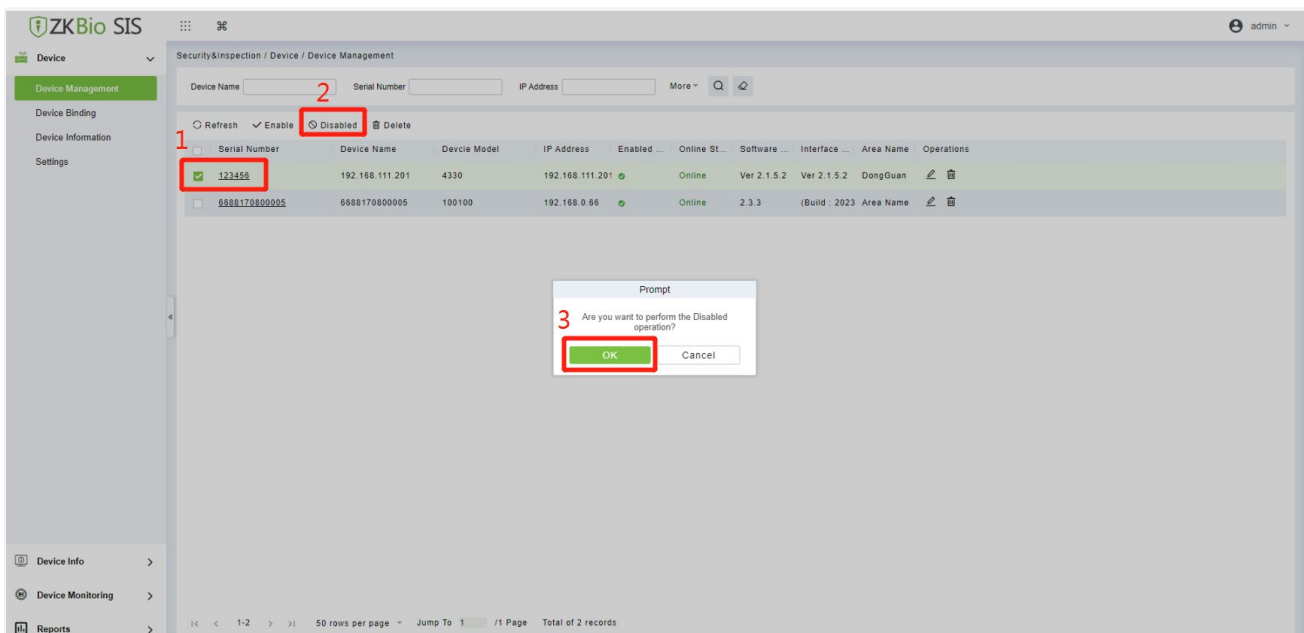 ZKBio SIS
admin
Device
Security&inspection / Device / Device Management
Device Management
Device Name
2
Serial Number
IP Address
More
Device Binding
Refresh Enable Disabled Delete
Device Information
1
Serial Number Device Name Devcie Model IP Address Enabled ... Online St... Software ... Interface ... Area Name Operations
Settings
123456 192.168.111.201 4330 192.168.111.201 Online Ver 2.1.5.2 Ver 2.1.5.2 DongGuan
6688170800005 6688170800005 100100 192.168.0.66 Online 2.3.3 (Build : 2023 Area Name
Prompt
3
Are you want to perform the Disabled
operation?
OK Cancel
Device Info
Device Monitoring
Reports
1-2 50 rows per page Jump To 1 /1 Page Total of 2 records